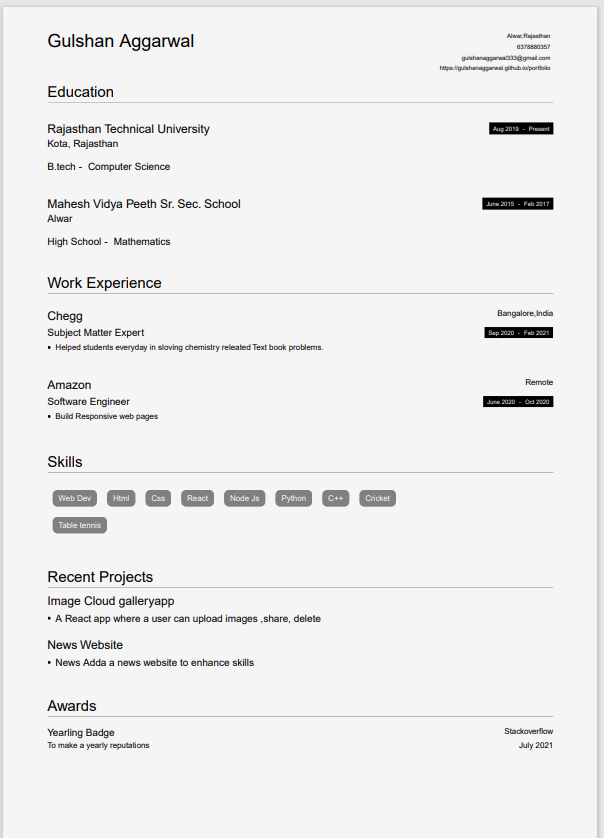 Gulshan Aggarwal
Alwar,Rajasthan
6378880357
gulshanaggarwal333@gmail.com
https://gulshanaggarwal.github.io/portfolio
Education
Rajasthan Technical University
Aug 2019 - Present
Kota, Rajasthan
B.tech - Computer Science
Mahesh Vidya Peeth Sr. Sec. School
June 2015 - Feb 2017
Alwar
High School - Mathematics
Work Experience
Chegg
Bangalore,India
Subject Matter Expert
Sep 2020 - Feb 2021
• Helped students everyday in sloving chemistry releated Text book problems.
Amazon
Remote
Software Engineer
June 2020 - Oct 2020
• Build Responsive web pages
Skills
Web Dev Html Css React Node Js Python C++ Cricket
Table tennis
Recent Projects
Image Cloud galleryapp
• A React app where a user can upload images ,share, delete
News Website
• News Adda a news website to enhance skills
Awards
Yearling Badge
Stackoverflow
To make a yearly reputations
July 2021